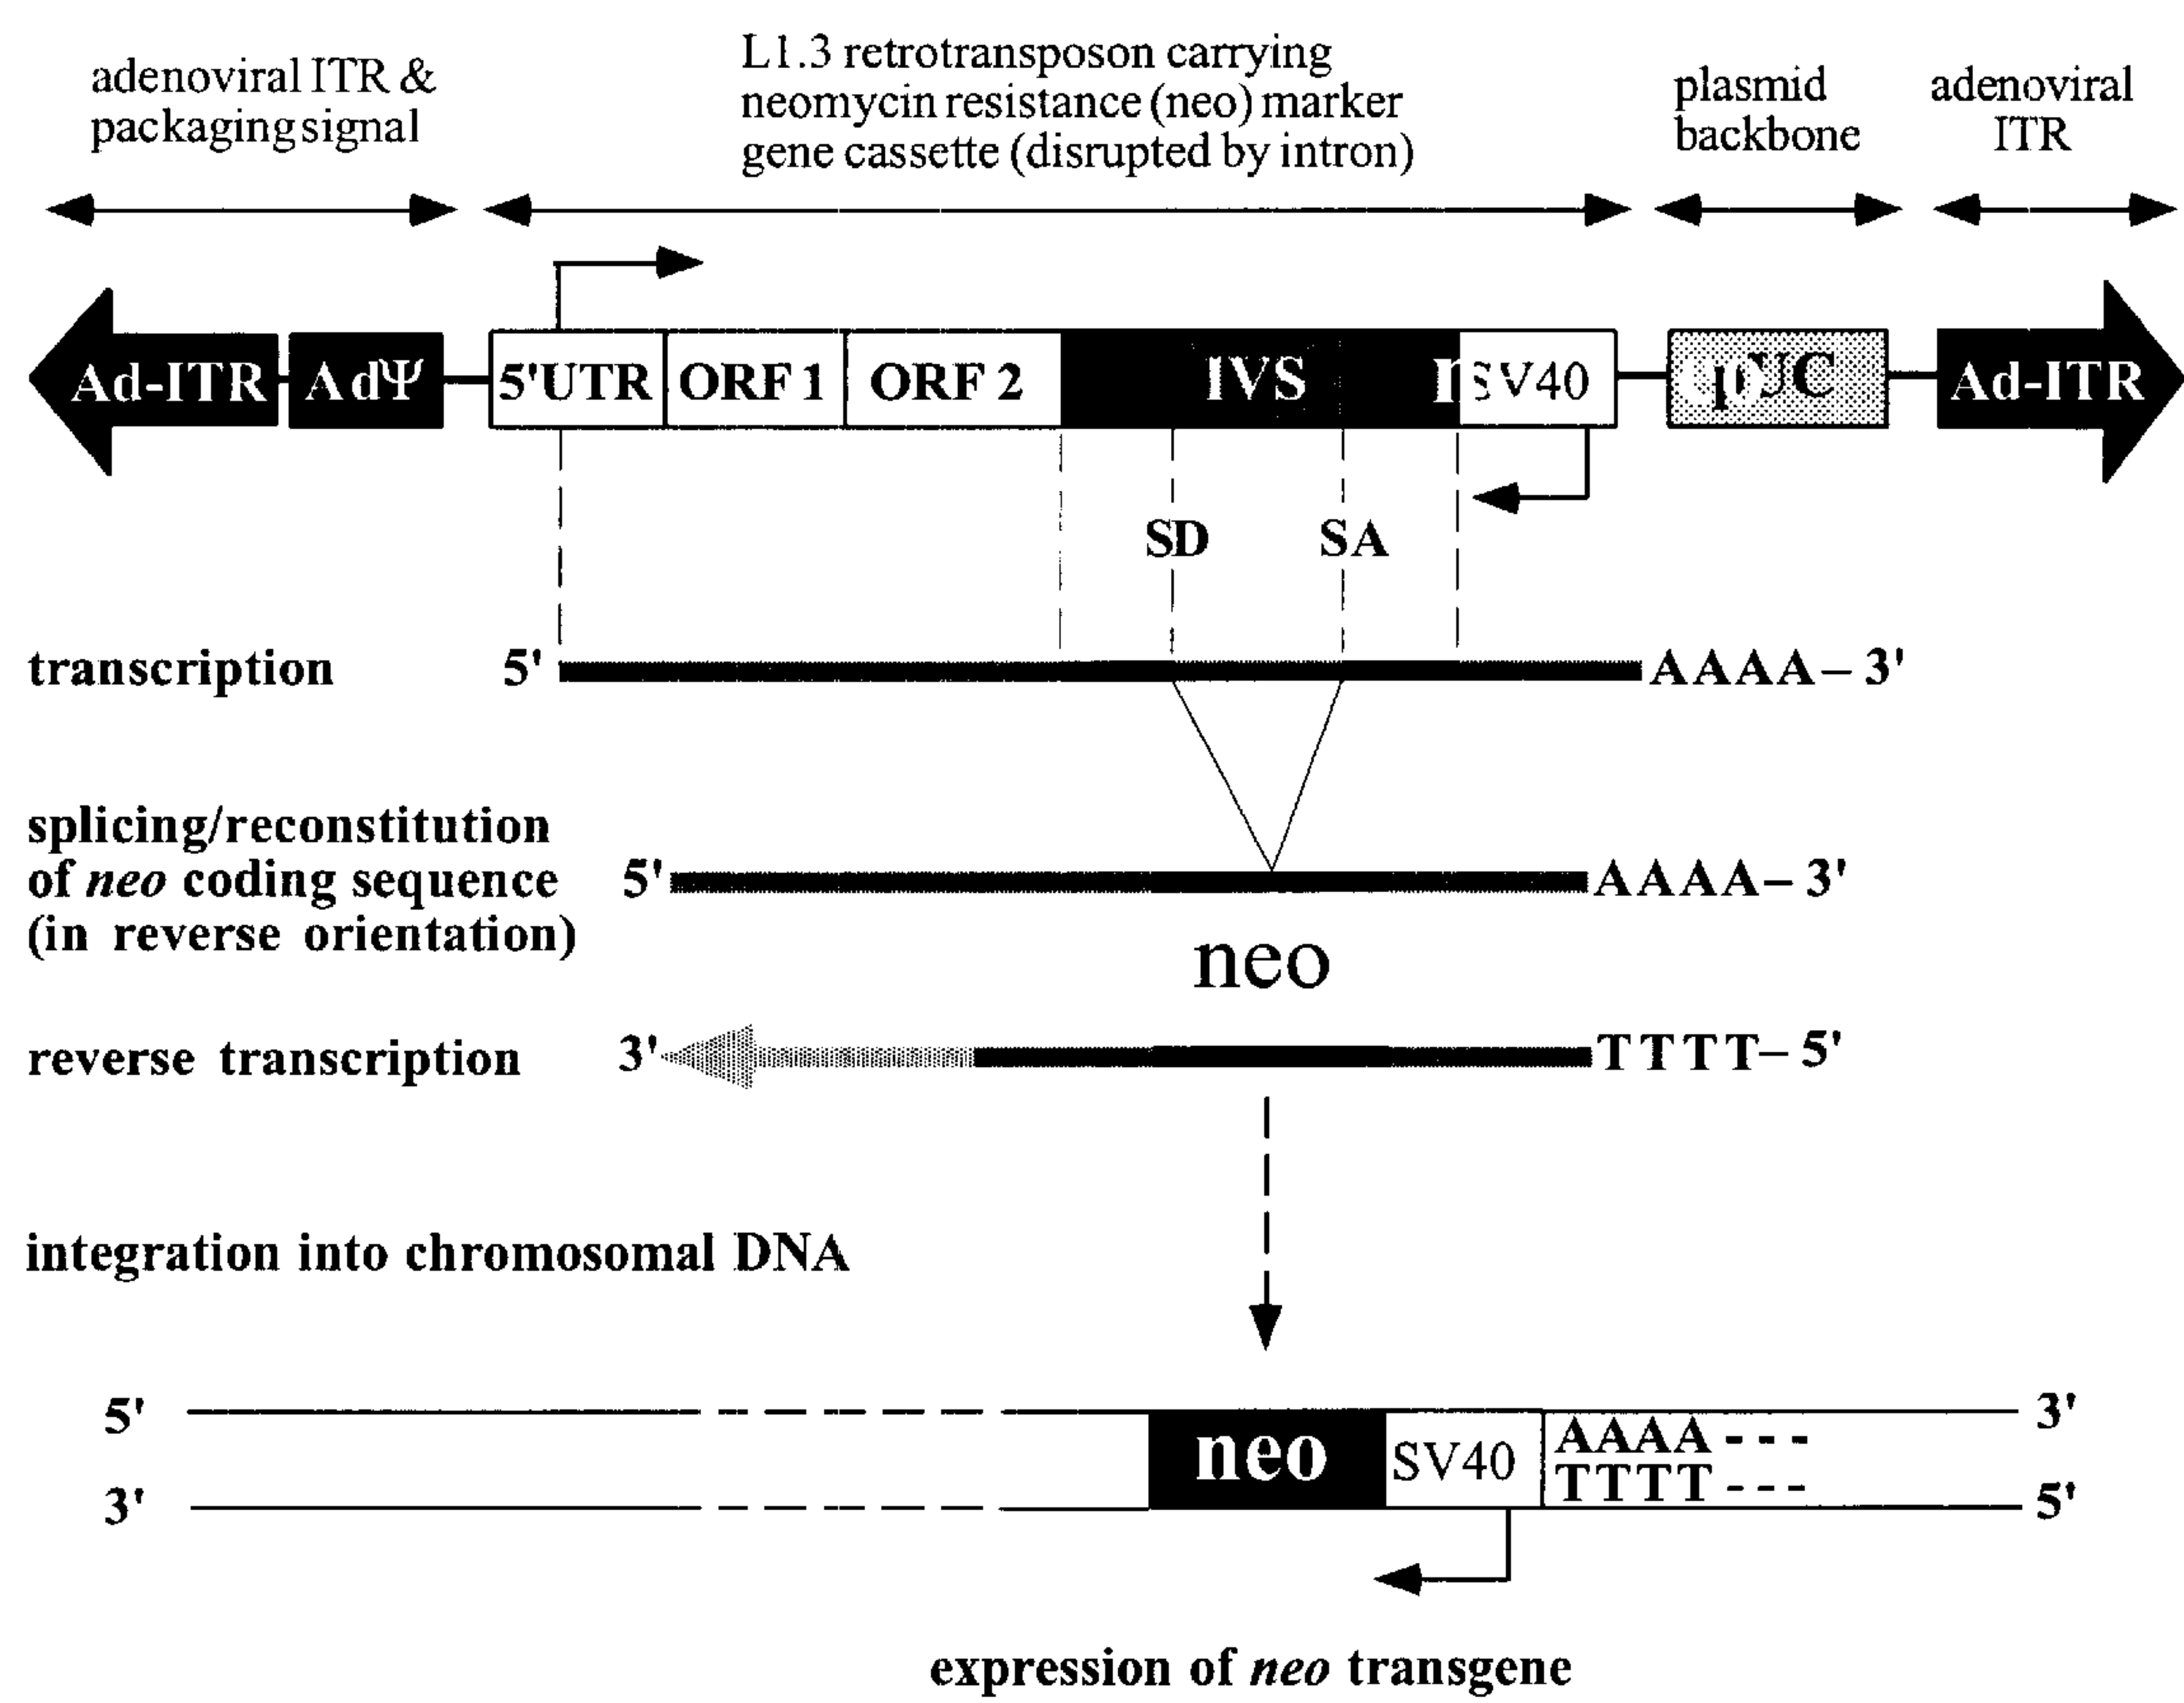 adenoviral ITR &
packaging signal
L1.3 retrotransposon carrying
neomycin resistance (neo) marker
gene cassette (disrupted by intron)
plasmid
backbone
adenoviral
ITR
Ad-ITR AdΨ 5'UTR ORF 1 ORF 2 IVS SV40 pUC Ad-ITR
SD SA
transcription 5' AAAA– 3'
splicing/reconstitution
of neo coding sequence
(in reverse orientation)
5' AAAA– 3'
neo
reverse transcription 3' TTTT– 5'
integration into chromosomal DNA
5' 3'
neo SV40 AAAA ---
TTTT ---
3' 5'
expression of neo transgene